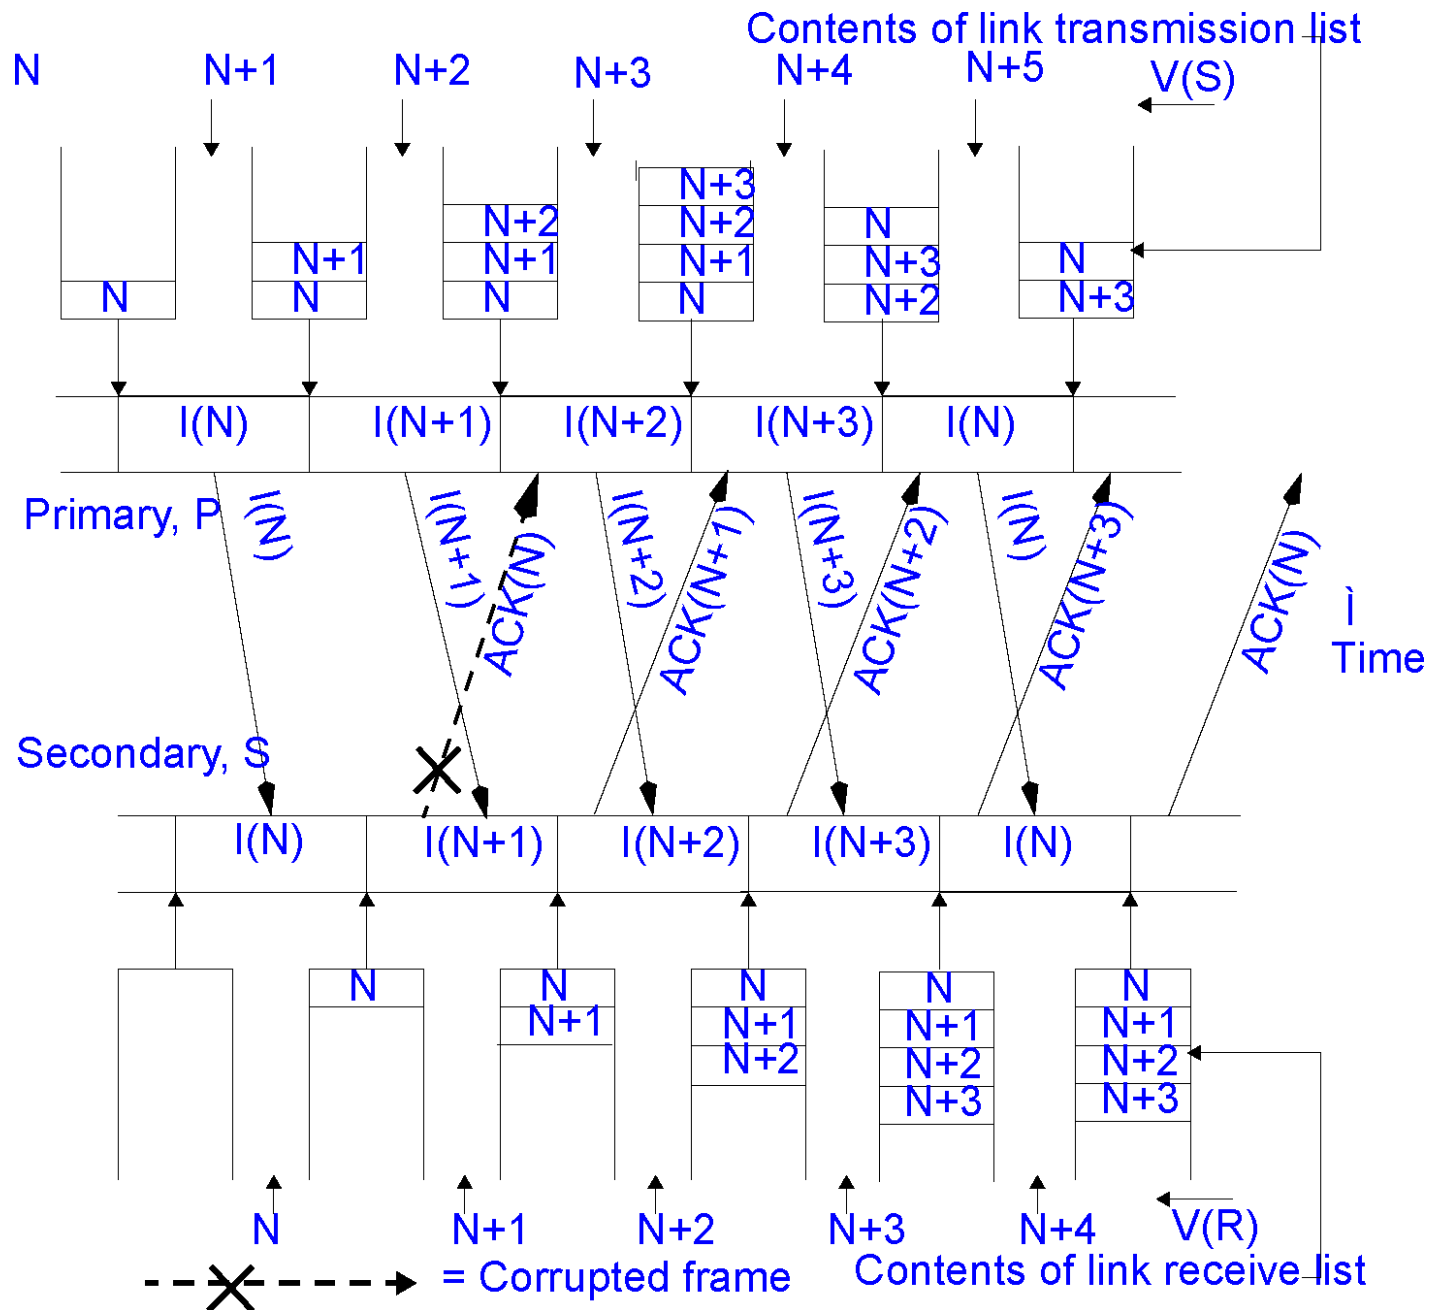 Contents of link transmission list
N N+1 N+2 N+3 N+4 N+5 V(S)
N+3
N+2 N+2 N
N+1 N+1 N+1 N+3 N
N N N N N+2 N+3
I(N) I(N+1) I(N+2) I(N+3) I(N)
Primary, P
I(N) I(N+1) ACK(N) I(N+2) ACK(N+1) I(N+3) ACK(N+2) I(N) ACK(N+3) ACK(N)
Ì
Time
Secondary, S
I(N) I(N+1) I(N+2) I(N+3) I(N)
N N N N N
N+1 N+1 N+1 N+1
N+2 N+2 N+2
N+3 N+3
N N+1 N+2 N+3 N+4 V(R)
= Corrupted frame
Contents of link receive list